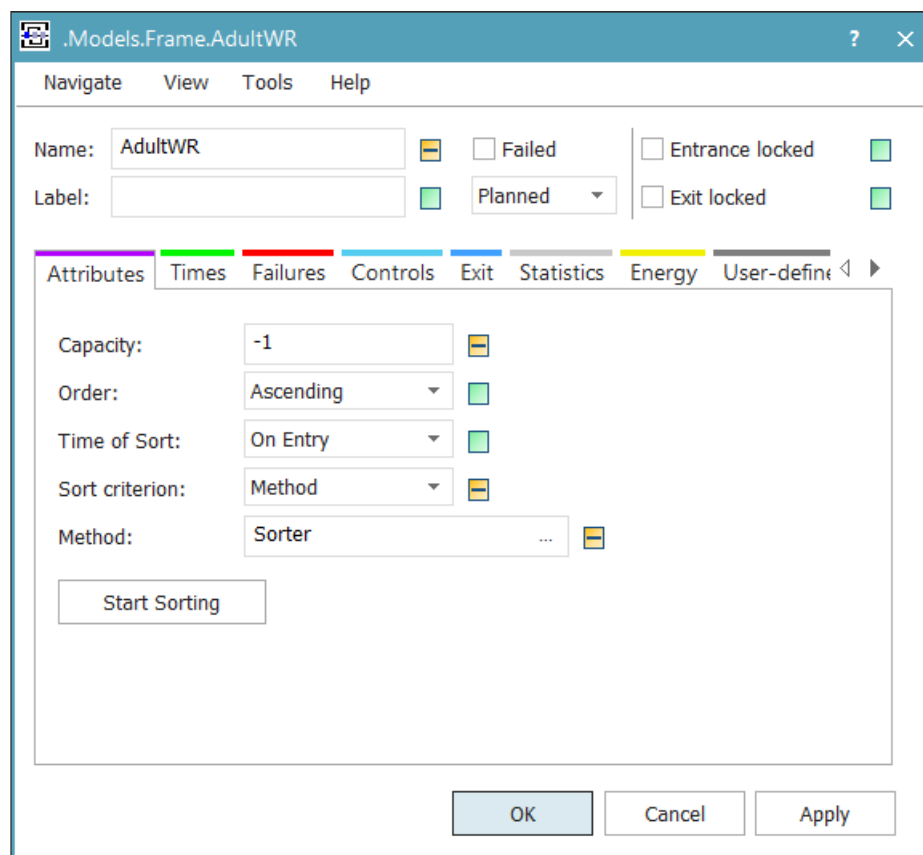 .Models.Frame.AdultWR ?
Navigate View Tools Help
Name: AdultWR Failed Entrance locked
Label: Planned Exit locked
Attributes Times Failures Controls Exit Statistics Energy User-define
Capacity: -1
Order: Ascending
Time of Sort: On Entry
Sort criterion: Method
Method: Sorter ...
Start Sorting
OK Cancel Apply